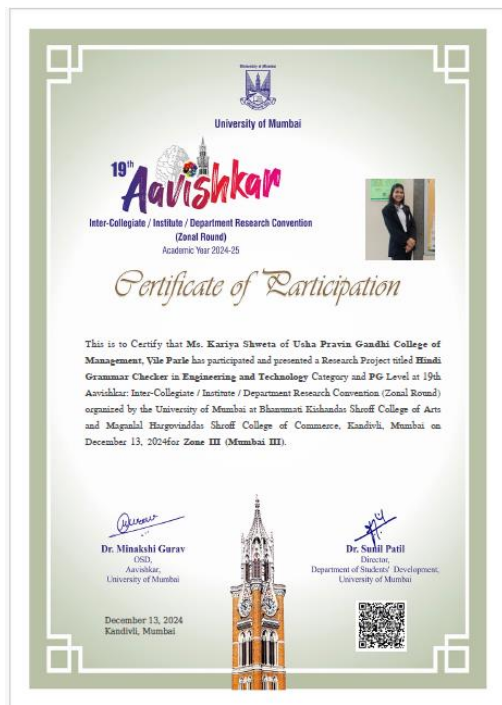 University of Mumbai
University of Mumbai
19th
Aavishkar
Inter-Collegiate / Institute / Department Research Convention
(Zonal Round)
Academic Year 2024-25
Certificate of Participation
This is to Certify that Ms. Kariya Shweta of Usha Pravin Gandhi College of
Management, Vile Parle has participated and presented a Research Project titled Hindi
Grammar Checker in Engineering and Technology Category and PG Level at 19th
Aavishkar: Inter-Collegiate / Institute / Department Research Convention (Zonal Round)
organized by the University of Mumbai at Bhanumati Kishandas Shroff College of Arts
and Maganlal Hargovinddas Shroff College of Commerce, Kandivli, Mumbai on
December 13, 2024for Zone III (Mumbai III).
Dr. Minakshi Gurav
OSD,
Aavishkar,
University of Mumbai
Dr. Sunil Patil
Director,
Department of Students' Development,
University of Mumbai
December 13, 2024
Kandivli, Mumbai